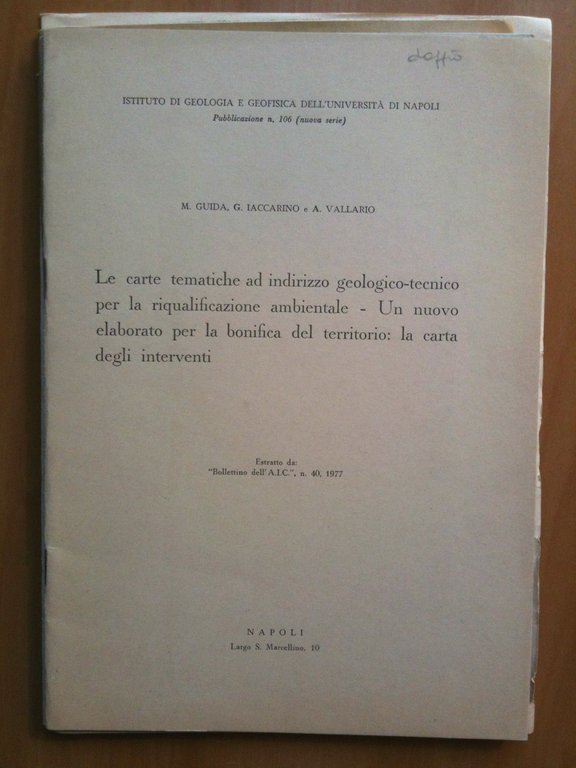 doppio
ISTITUTO DI GEOLOGIA E GEOFISICA DELL'UNIVERSITÀ DI NAPOLI
Pubblicazione n. 106 (nuova serie)
M. GUIDA, G. IACCARINO e A. VALLARIO
Le carte tematiche ad indirizzo geologico-tecnico
per la riqualificazione ambientale - Un nuovo
elaborato per la bonifica del territorio: la carta
degli interventi
Estratto da:
"Bollettino dell'A.I.C.", n. 40, 1977
NAPOLI
Largo S. Marcellino, 10